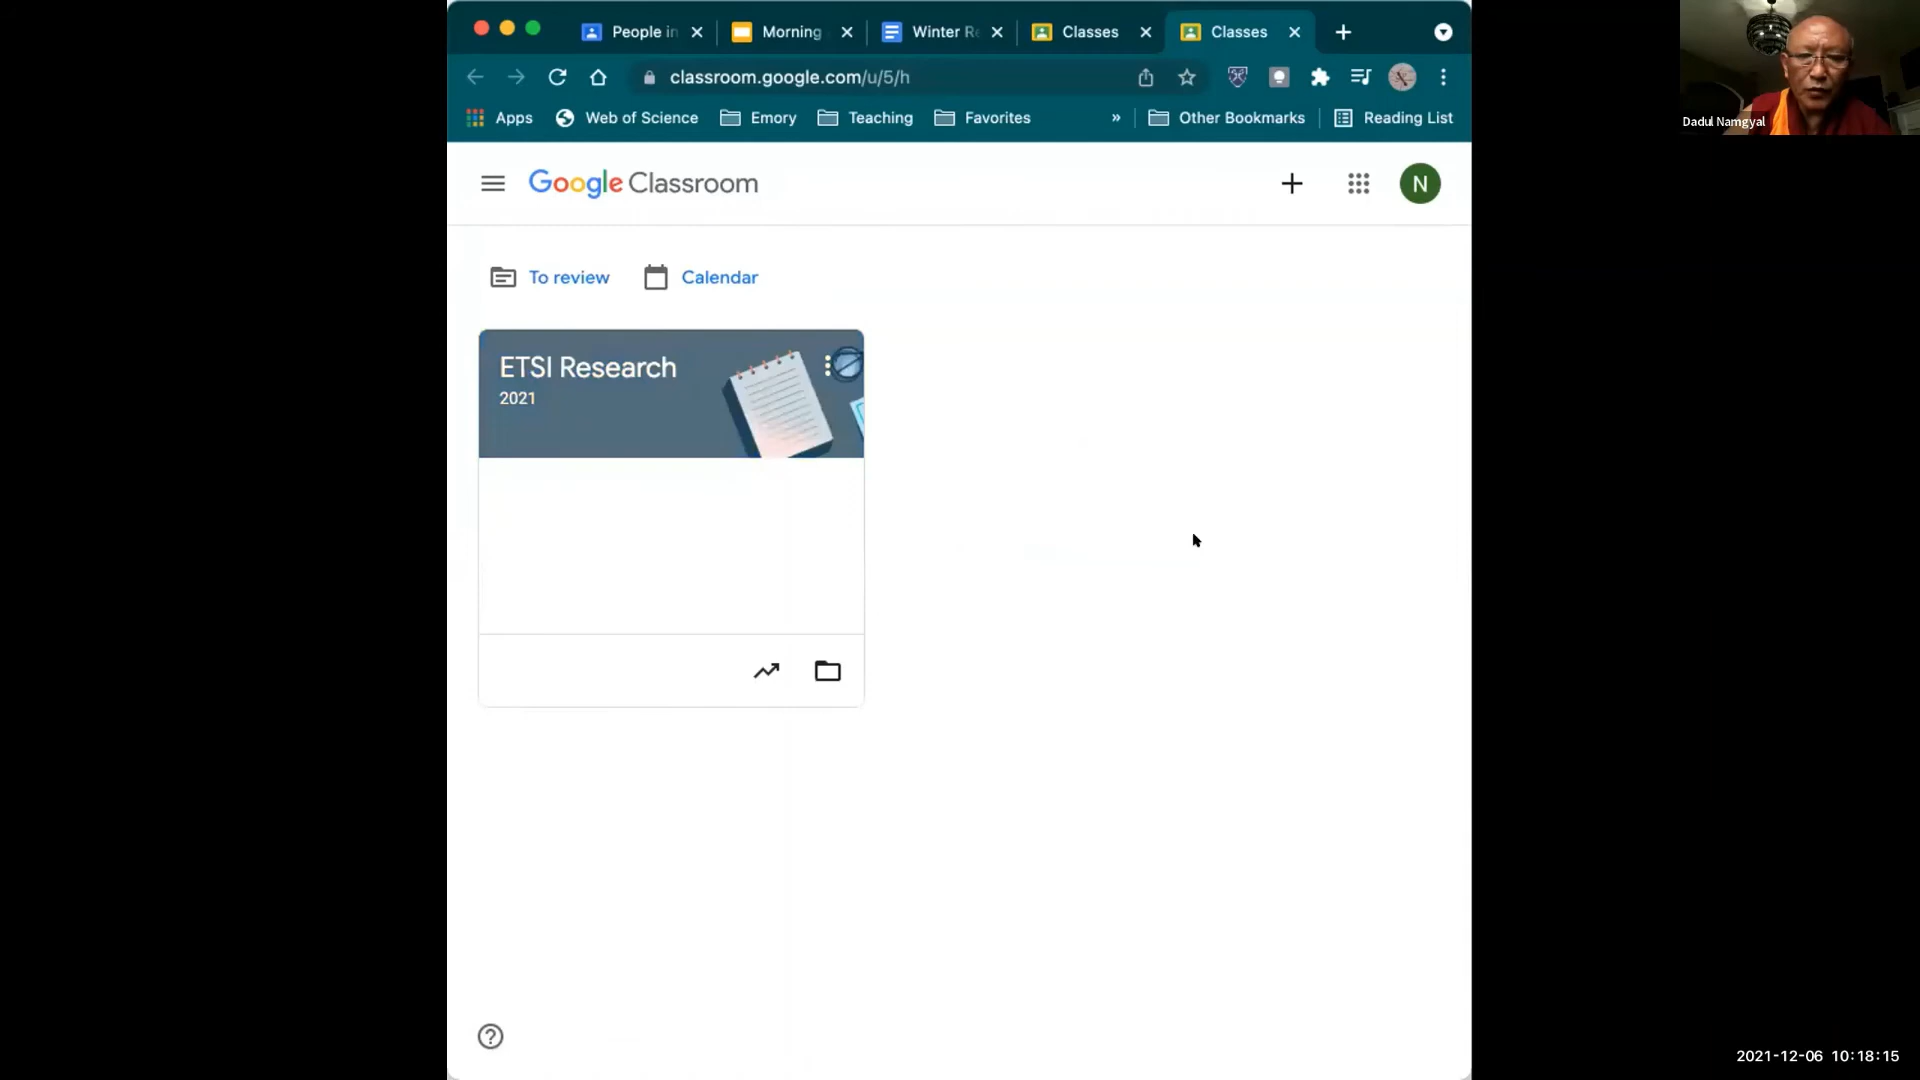 People in
Morning
Winter Re
Classes
Classes
classroom.google.com/u/5/h
Apps
Web of Science
Emory
Teaching
Favorites
»
Other Bookmarks
Reading List
Google Classroom
N
To review
Calendar
ETSI Research
2021
Dadul Namgyal
2021-12-06 10:18:15